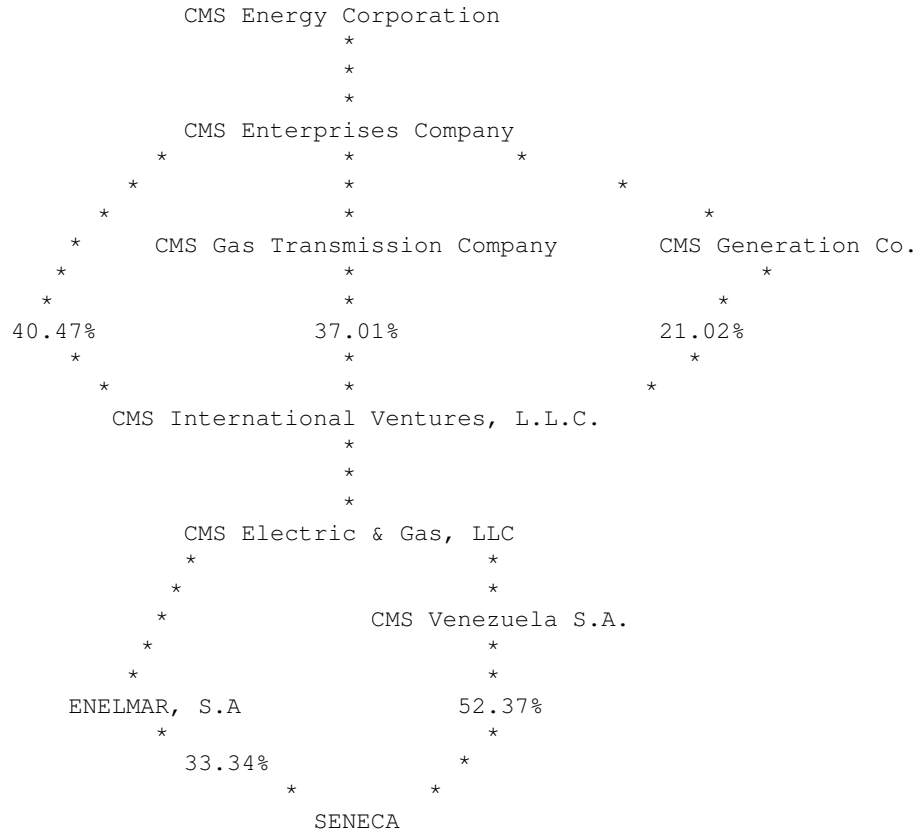 CMS Energy Corporation
*
*
*
CMS Enterprises Company
* * *
* * *
* * *
* CMS Gas Transmission Company CMS Generation Co.
* * *
* * *
40.47% 37.01% 21.02%
* * *
* * *
CMS International Ventures, L.L.C.
*
*
*
CMS Electric & Gas, LLC
* *
* *
* CMS Venezuela S.A.
* *
* *
ENELMAR, S.A 52.37%
* *
33.34% *
* *
SENECA